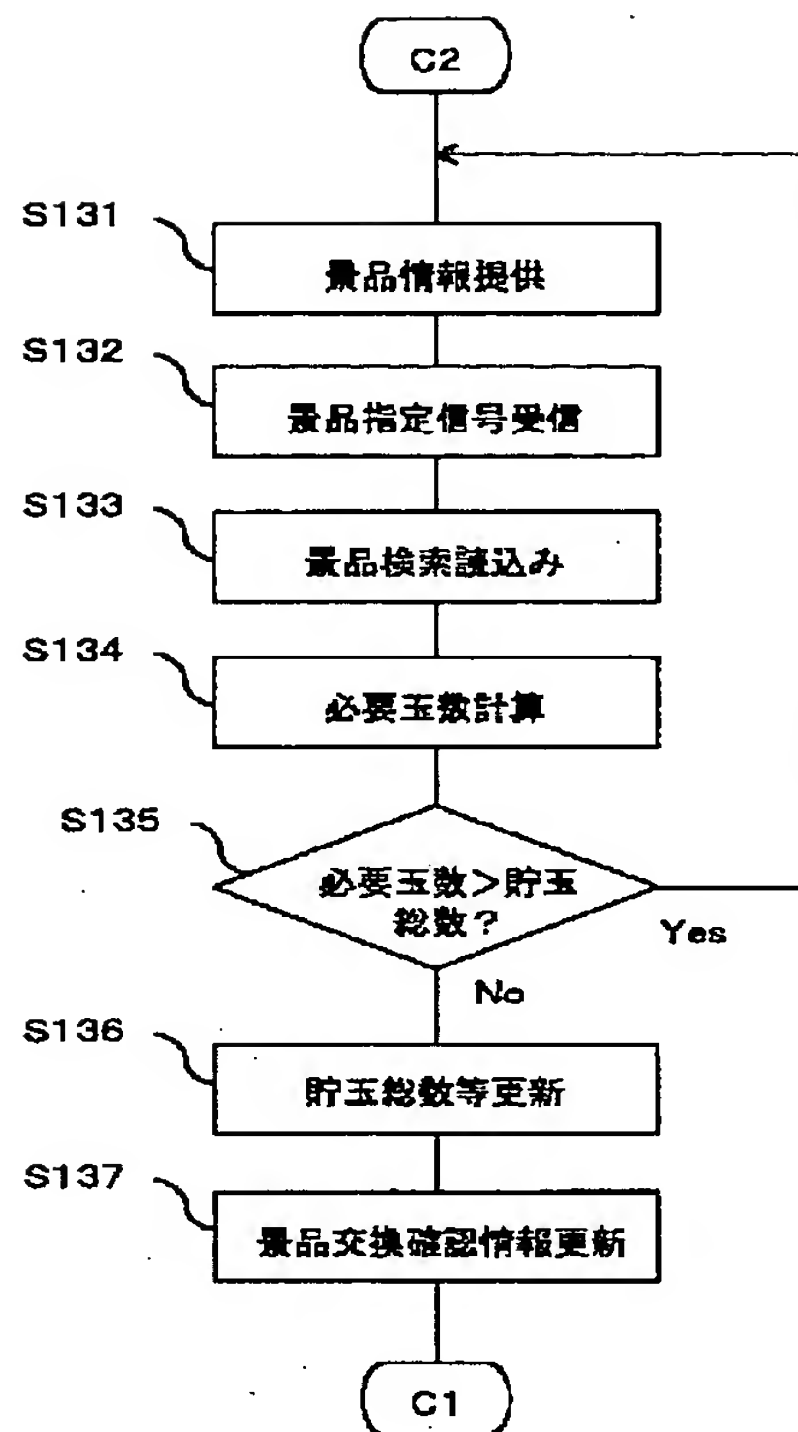 C2
S131
景品情報提供
S132
景品指定信号受信
S133
景品検索読込み
S134
必要玉数計算
S135
必要玉数＞貯玉
総数？
Yes
No
S136
貯玉総数等更新
S137
景品交換確認情報更新
C1